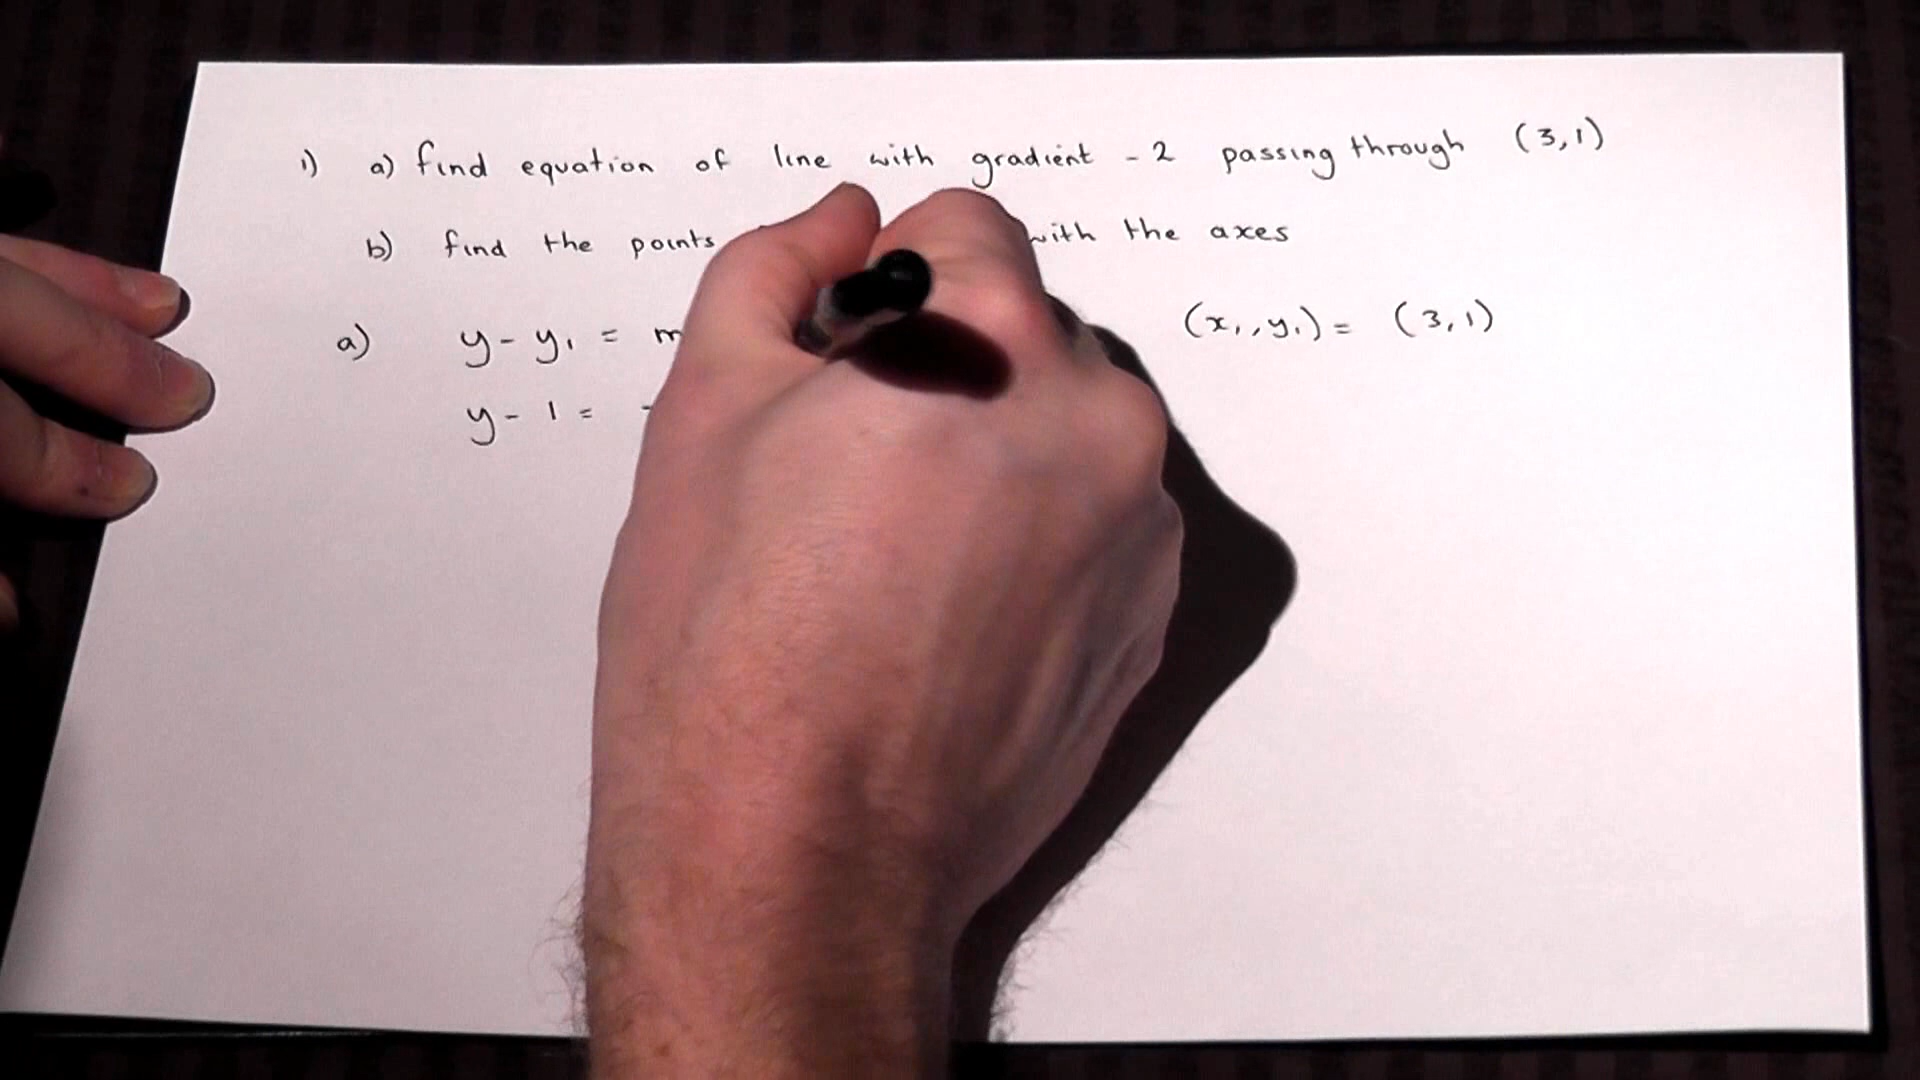 1) a) find equation of line with gradient -2 passing through (3,1)
b) find the points with the axes
a) y - y₁ = m (x₁, y₁) = (3,1)
y - 1 = -